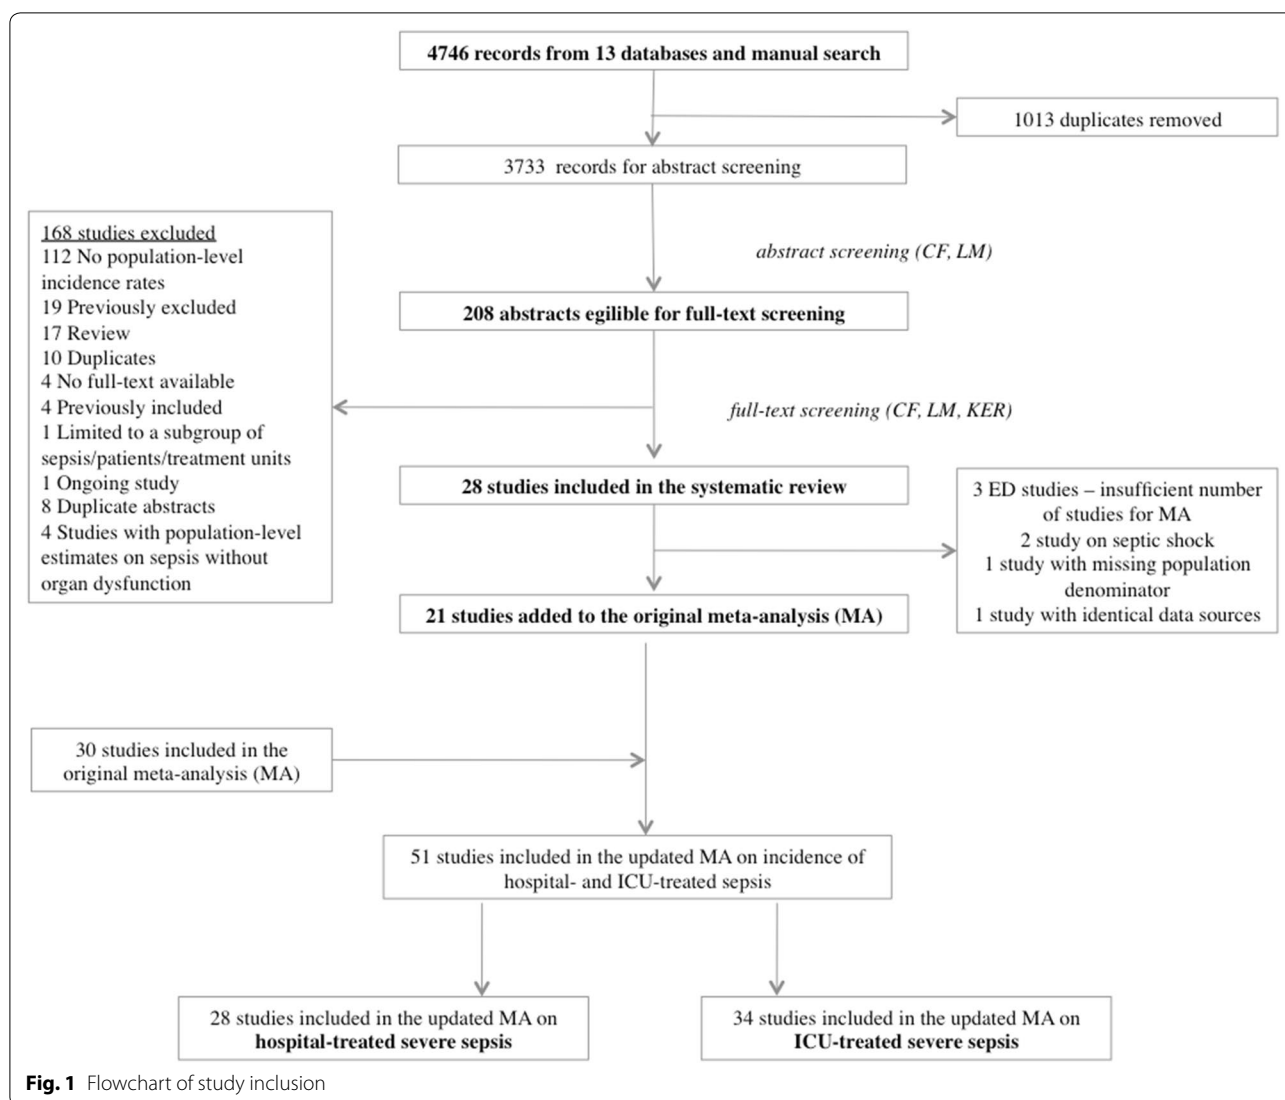 4746 records from 13 databases and manual search
1013 duplicates removed
3733 records for abstract screening
abstract screening (CF, LM)
208 abstracts egilible for full-text screening
168 studies excluded
112 No population-level
incidence rates
19 Previously excluded
17 Review
10 Duplicates
4 No full-text available
4 Previously included
1 Limited to a subgroup of
sepsis/patients/treatment units
1 Ongoing study
8 Duplicate abstracts
4 Studies with population-level
estimates on sepsis without
organ dysfunction
full-text screening (CF, LM, KER)
28 studies included in the systematic review
3 ED studies – insufficient number
of studies for MA
2 study on septic shock
1 study with missing population
denominator
1 study with identical data sources
21 studies added to the original meta-analysis (MA)
30 studies included in the
original meta-analysis (MA)
51 studies included in the updated MA on incidence of
hospital- and ICU-treated sepsis
28 studies included in the updated MA on
hospital-treated severe sepsis
34 studies included in the updated MA on
ICU-treated severe sepsis
Fig. 1 Flowchart of study inclusion